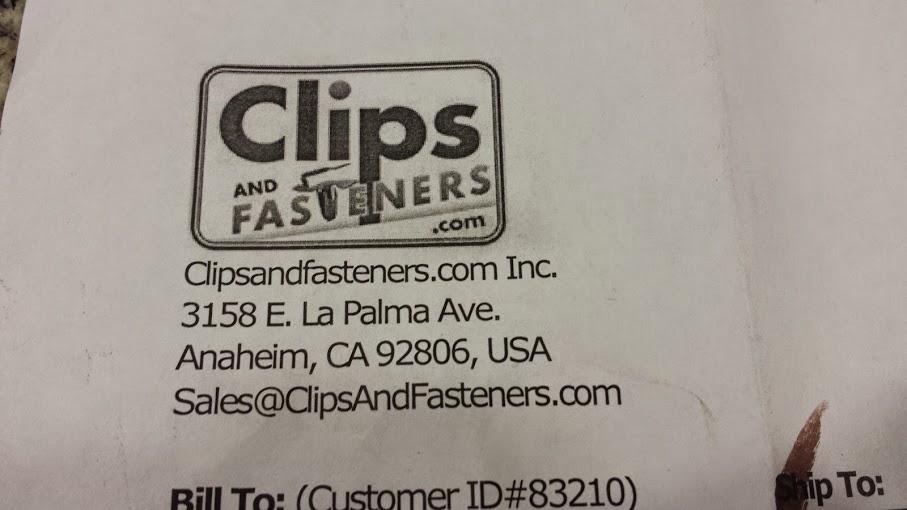 Clips
AND
FASTENERS
.com
Clipsandfasteners.com Inc.
3158 E. La Palma Ave.
Anaheim, CA 92806, USA
Sales@ClipsAndFasteners.com
Bill To: (Customer ID#83210)
Ship To: